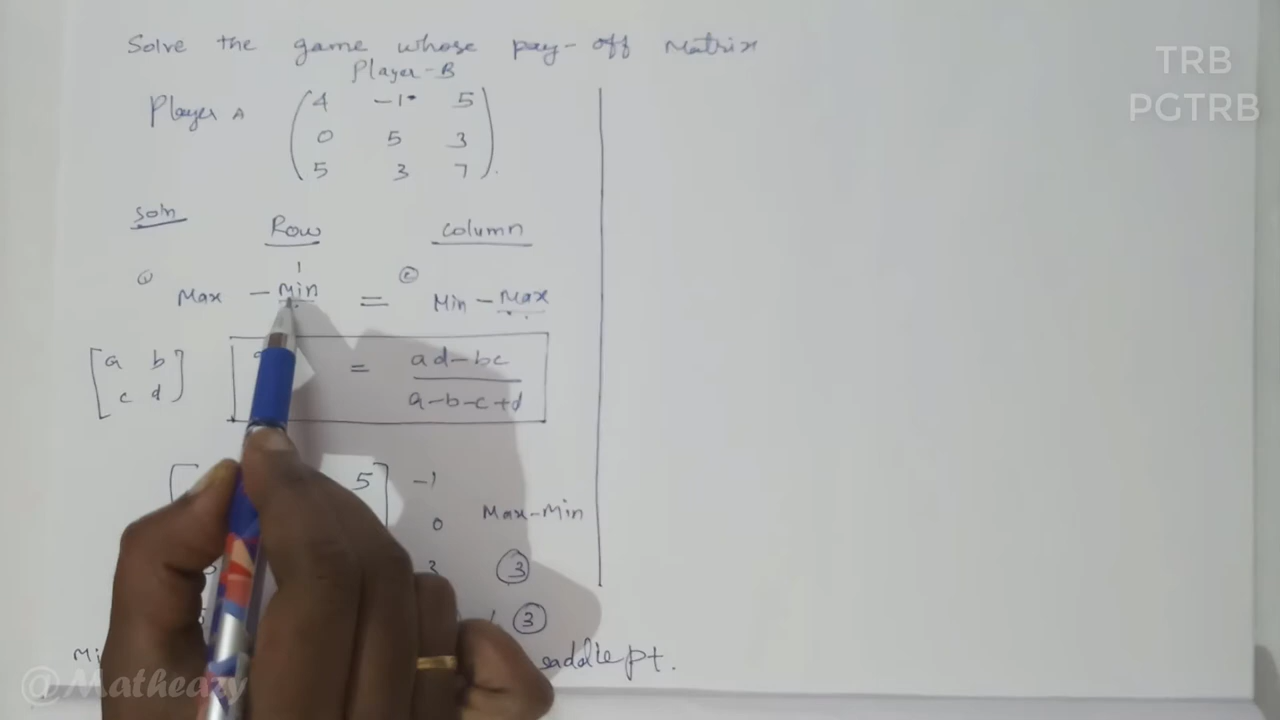 Solve the game whose pay-off Matrix
TRB
PGTRB
Player-B
Player A
4 -1 5
0 5 3
5 3 7
Soln
Row column
1
Max - Min = Min - Max
a b
c d
= ad-bc
a-b-c+d
5 -1
0 Max-Min
3
3
saddle pt.
@Matheazy